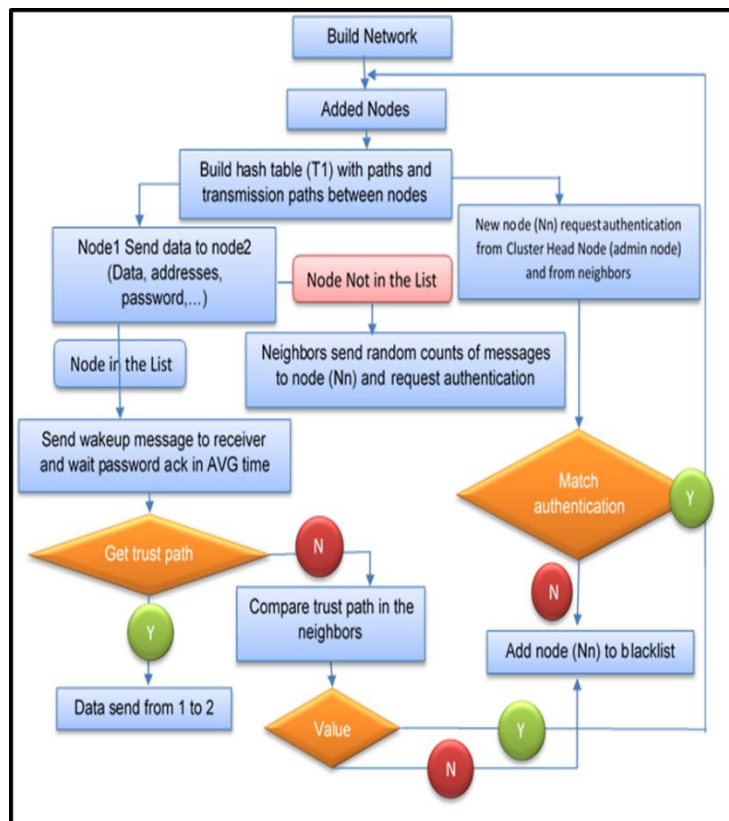 Build Network
Added Nodes
Build hash table (T1) with paths and
transmission paths between nodes
Node1 Send data to node2
(Data, addresses,
password,…)
Node Not in the List
New node (Nn) request authentication
from Cluster Head Node (admin node)
and from neighbors
Node in the List
Neighbors send random counts of messages
to node (Nn) and request authentication
Send wakeup message to receiver
and wait password ack in AVG time
Match
authentication
Y
Get trust path
N
Y
Compare trust path in the
neighbors
N
Add node (Nn) to blacklist
Data send from 1 to 2
Value
Y
N